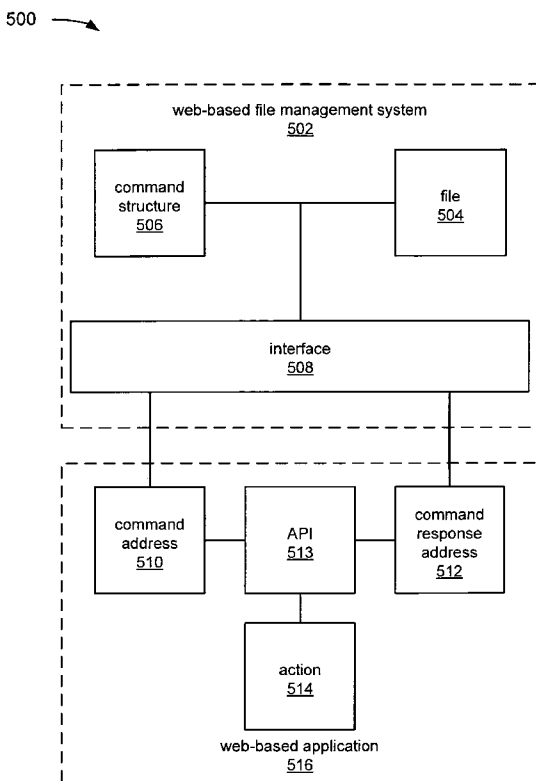 500
web-based file management system
502
command
structure
506
file
504
interface
508
command
address
510
API
513
command
response
address
512
action
514
web-based application
516